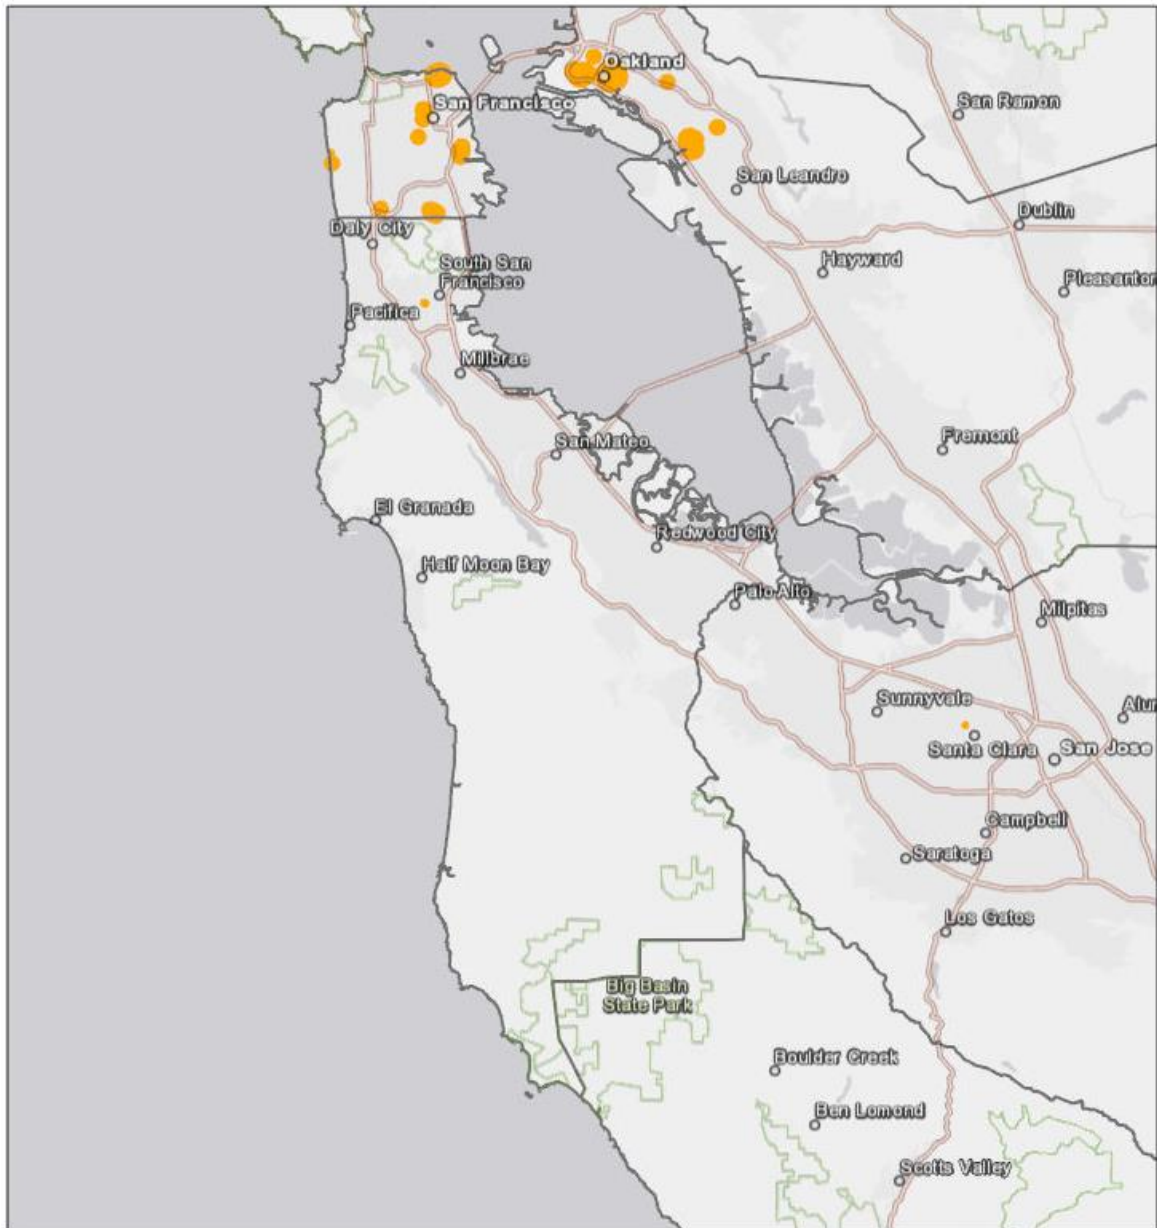 Oakland
San Francisco
San Ramon
San Leandro
Dublin
Daly City
South San
Francisco
Hayward
Pleasanton
Pacifica
Millbrae
San Mateo
Fremont
El Granada
Redwood City
Half Moon Bay
Palo Alto
Milpitas
Sunnyvale
Alum
Santa Clara
San Jose
Campbell
Saratoga
Los Gatos
Big Basin
State Park
Boulder Creek
Ben Lomond
Scotts Valley